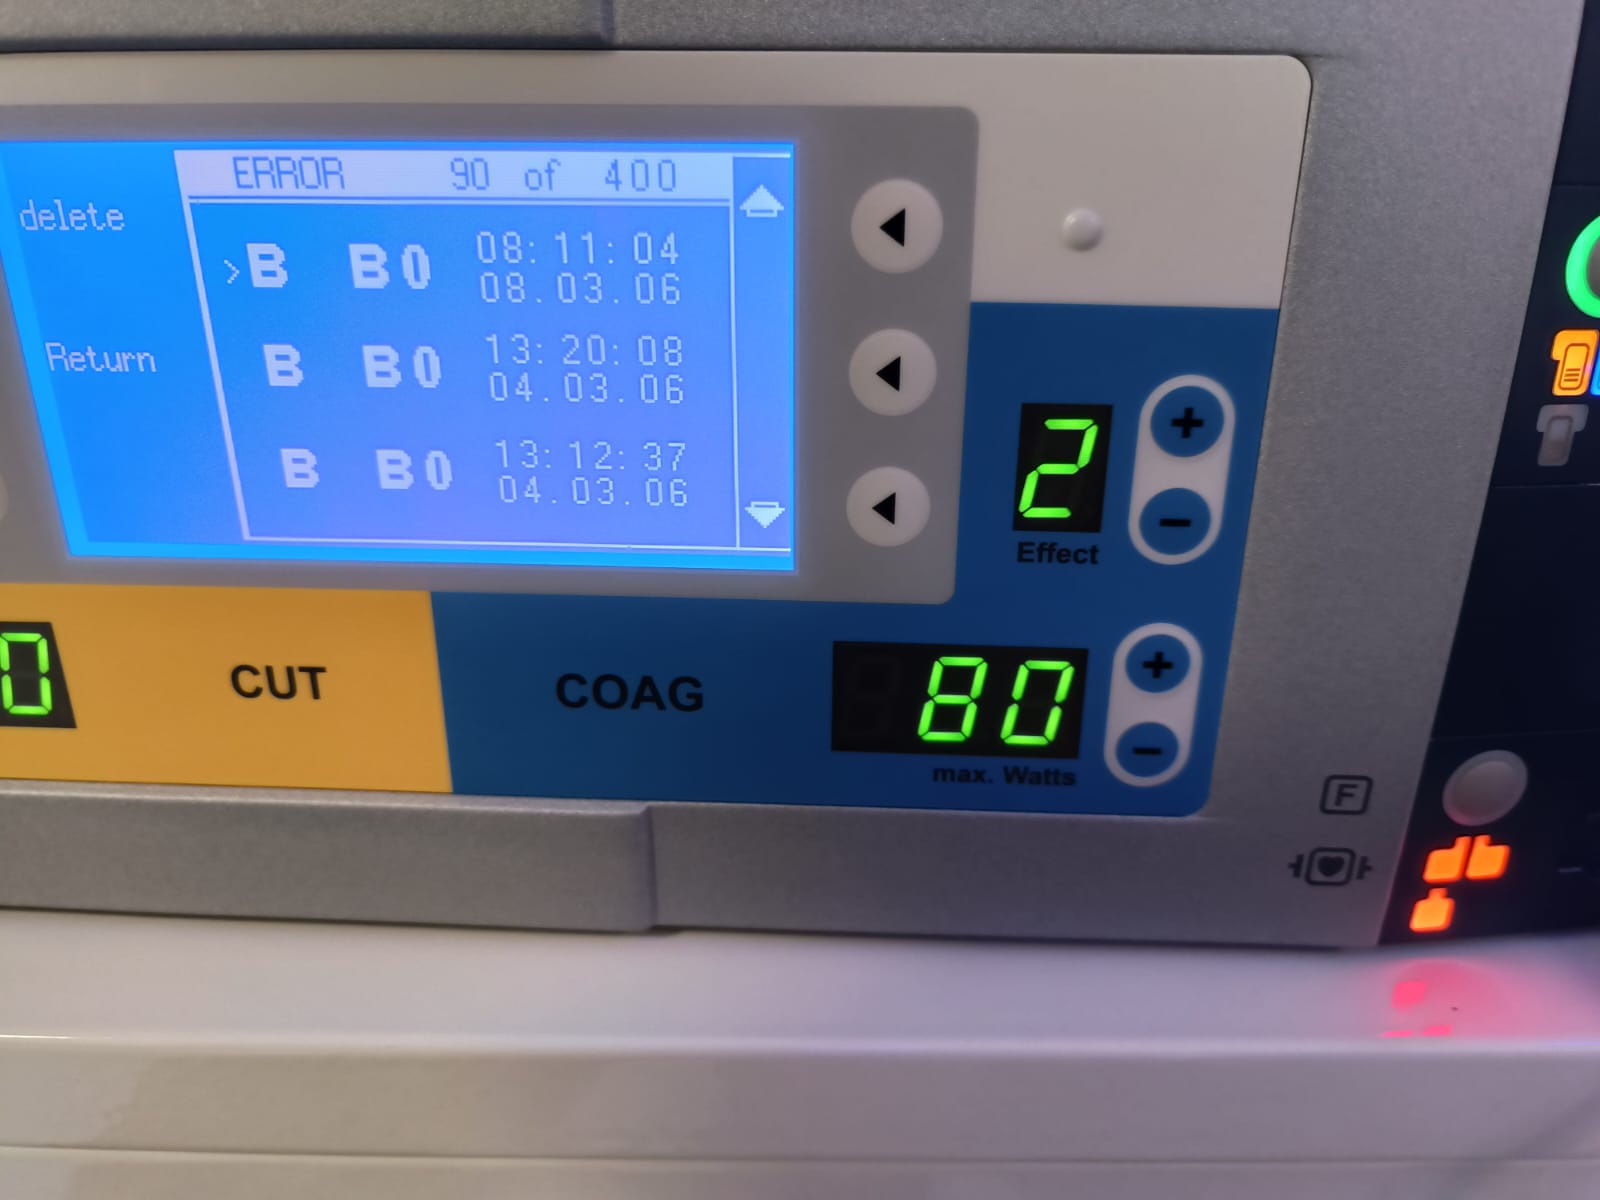 ERROR 90 of 400
delete
>B B0 08:11:04
08.03.06
Return
B B0 13:20:08
04.03.06
B B0 13:12:37
04.03.06
2
Effect
0
CUT
COAG
80
max. Watts
F